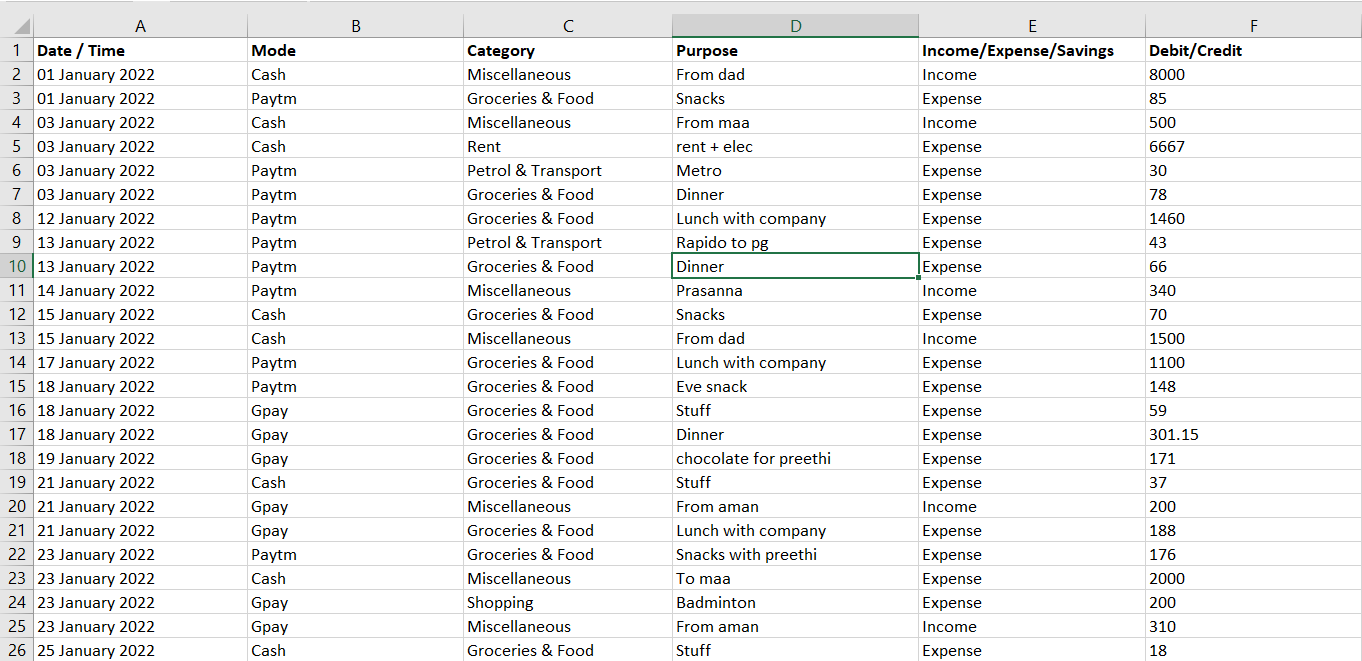 A B C D E F
1 Date / Time Mode Category Purpose Income/Expense/Savings Debit/Credit
2 01 January 2022 Cash Miscellaneous From dad Income 8000
3 01 January 2022 Paytm Groceries & Food Snacks Expense 85
4 03 January 2022 Cash Miscellaneous From maa Income 500
5 03 January 2022 Cash Rent rent + elec Expense 6667
6 03 January 2022 Paytm Petrol & Transport Metro Expense 30
7 03 January 2022 Paytm Groceries & Food Dinner Expense 78
8 12 January 2022 Paytm Groceries & Food Lunch with company Expense 1460
9 13 January 2022 Paytm Petrol & Transport Rapido to pg Expense 43
10 13 January 2022 Paytm Groceries & Food Dinner Expense 66
11 14 January 2022 Paytm Miscellaneous Prasanna Income 340
12 15 January 2022 Cash Groceries & Food Snacks Expense 70
13 15 January 2022 Cash Miscellaneous From dad Income 1500
14 17 January 2022 Paytm Groceries & Food Lunch with company Expense 1100
15 18 January 2022 Paytm Groceries & Food Eve snack Expense 148
16 18 January 2022 Gpay Groceries & Food Stuff Expense 59
17 18 January 2022 Gpay Groceries & Food Dinner Expense 301.15
18 19 January 2022 Gpay Groceries & Food chocolate for preethi Expense 171
19 21 January 2022 Cash Groceries & Food Stuff Expense 37
20 21 January 2022 Gpay Miscellaneous From aman Income 200
21 21 January 2022 Gpay Groceries & Food Lunch with company Expense 188
22 23 January 2022 Paytm Groceries & Food Snacks with preethi Expense 176
23 23 January 2022 Cash Miscellaneous To maa Expense 2000
24 23 January 2022 Gpay Shopping Badminton Expense 200
25 23 January 2022 Gpay Miscellaneous From aman Income 310
26 25 January 2022 Cash Groceries & Food Stuff Expense 18